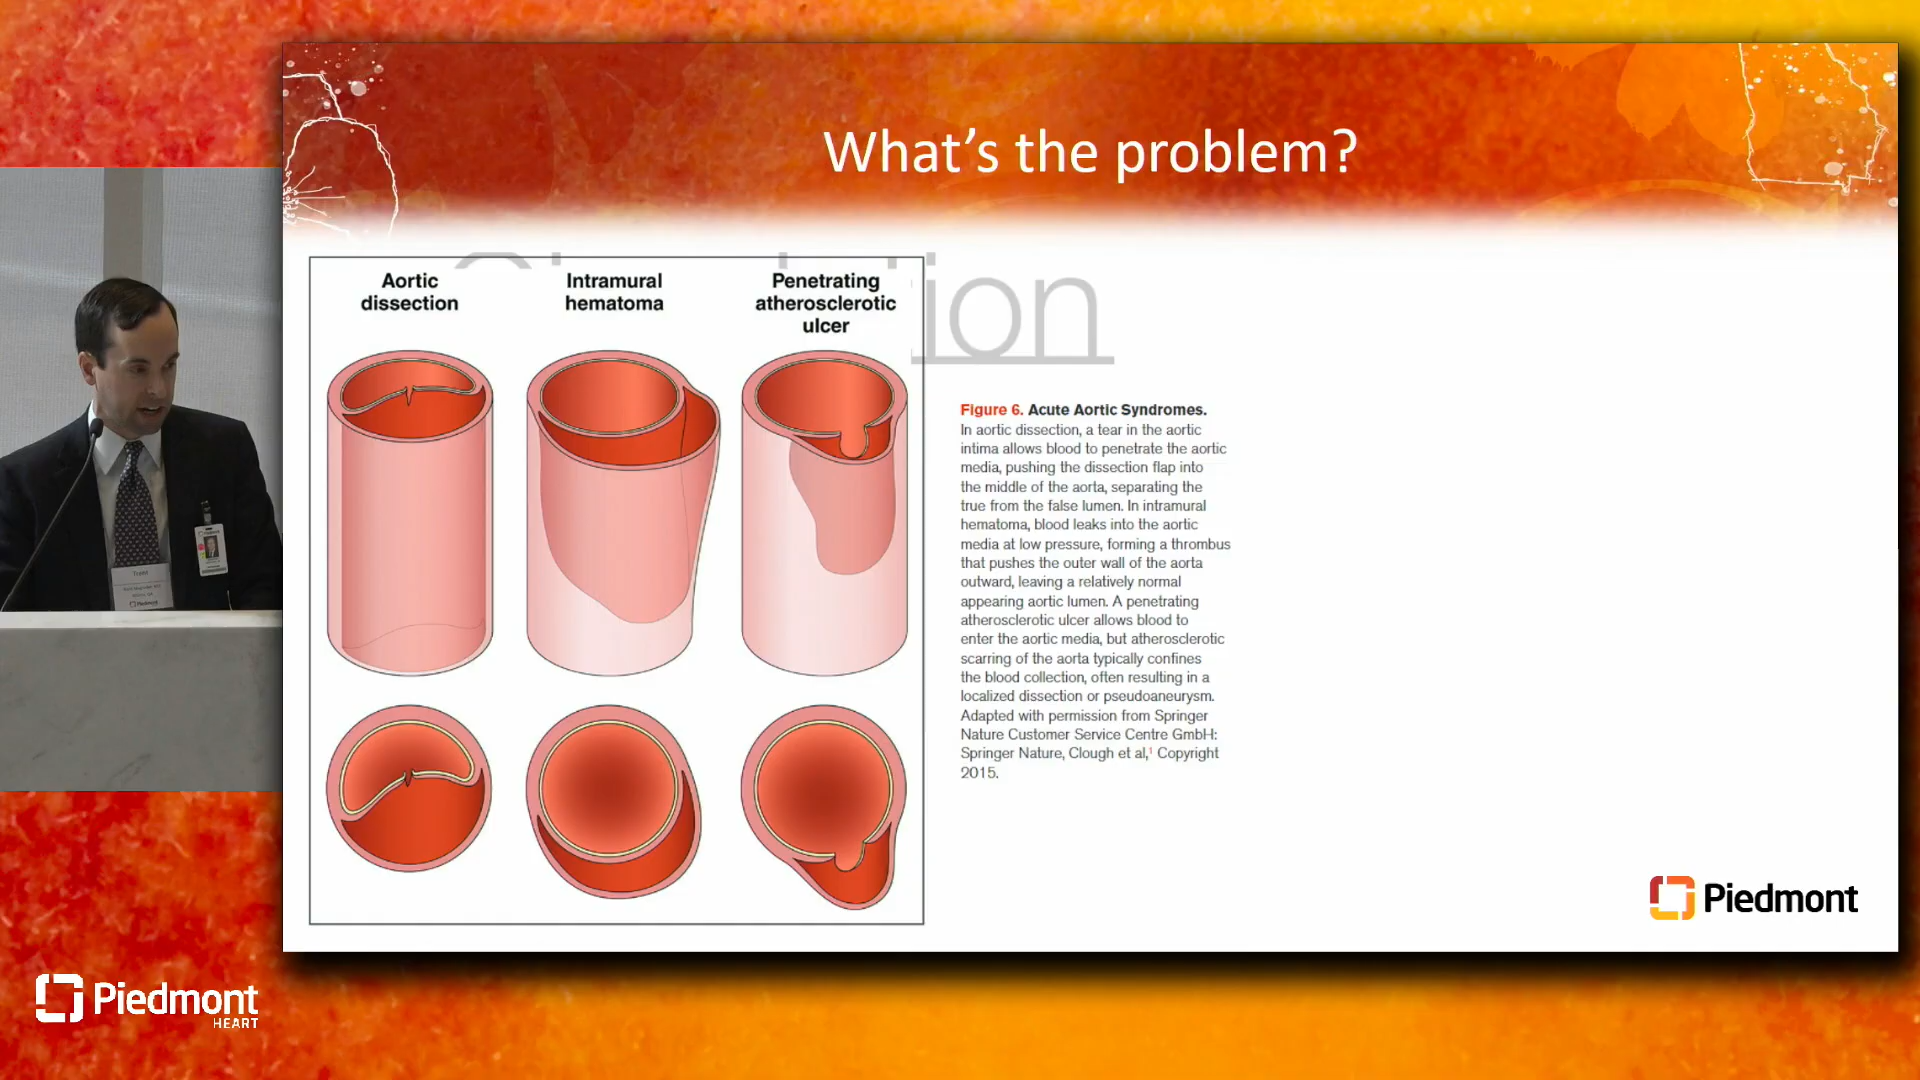 What's the problem?
Aortic
dissection
Intramural
hematoma
Penetrating
atherosclerotic
ulcer
ion
Figure 6. Acute Aortic Syndromes.
In aortic dissection, a tear in the aortic
intima allows blood to penetrate the aortic
media, pushing the dissection flap into
the middle of the aorta, separating the
true from the false lumen. In intramural
hematoma, blood leaks into the aortic
media at low pressure, forming a thrombus
that pushes the outer wall of the aorta
outward, leaving a relatively normal
appearing aortic lumen. A penetrating
atherosclerotic ulcer allows blood to
enter the aortic media, but atherosclerotic
scarring of the aorta typically confines
the blood collection, often resulting in a
localized dissection or pseudoaneurysm.
Adapted with permission from Springer
Nature Customer Service Centre GmbH:
Springer Nature, Clough et al,¹ Copyright
2015.
Piedmont
Piedmont
HEART
Piedmont